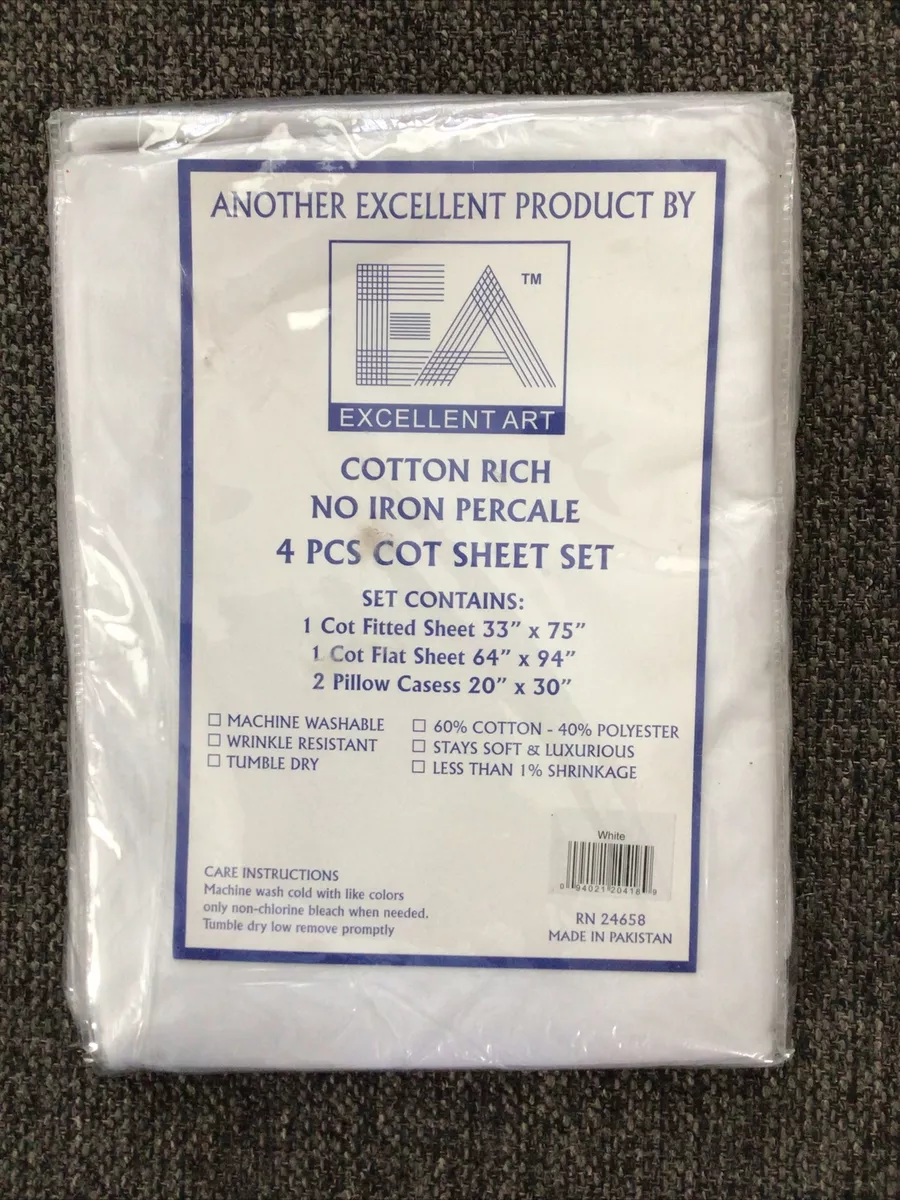 ANOTHER EXCELLENT PRODUCT BY
EA TM
EXCELLENT ART
COTTON RICH
NO IRON PERCALE
4 PCS COT SHEET SET
SET CONTAINS:
1 Cot Fitted Sheet 33” x 75”
1 Cot Flat Sheet 64” x 94”
2 Pillow Casess 20” x 30”
☐ MACHINE WASHABLE
☐ WRINKLE RESISTANT
☐ TUMBLE DRY
☐ 60% COTTON - 40% POLYESTER
☐ STAYS SOFT & LUXURIOUS
☐ LESS THAN 1% SHRINKAGE
White
0 94021 20418 9
CARE INSTRUCTIONS
Machine wash cold with like colors
only non-chlorine bleach when needed.
Tumble dry low remove promptly
RN 24658
MADE IN PAKISTAN